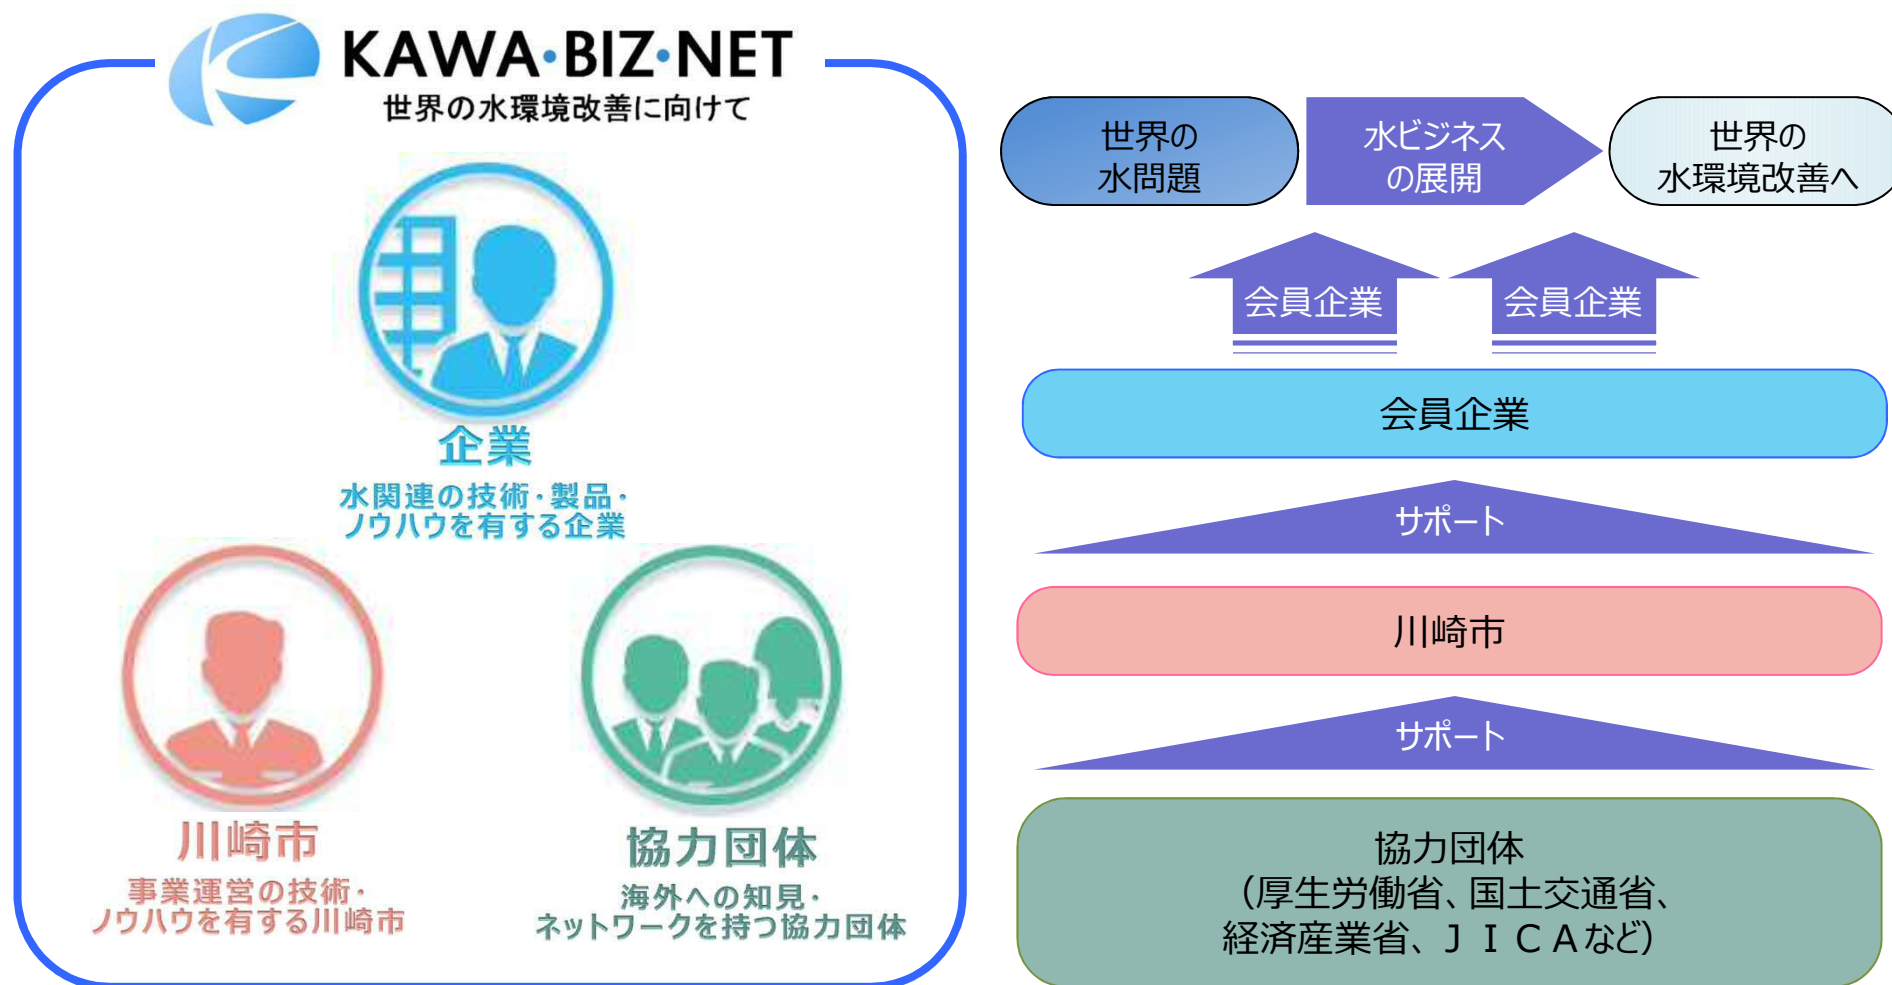 KAWA・BIZ・NET
世界の水環境改善に向けて
企業
水関連の技術・製品・
ノウハウを有する企業
川崎市
事業運営の技術・
ノウハウを有する川崎市
協力団体
海外への知見・
ネットワークを持つ協力団体
世界の
水問題
水ビジネス
の展開
世界の
水環境改善へ
会員企業
会員企業
会員企業
サポート
川崎市
サポート
協力団体
（厚生労働省、国土交通省、
経済産業省、ＪＩＣＡなど）